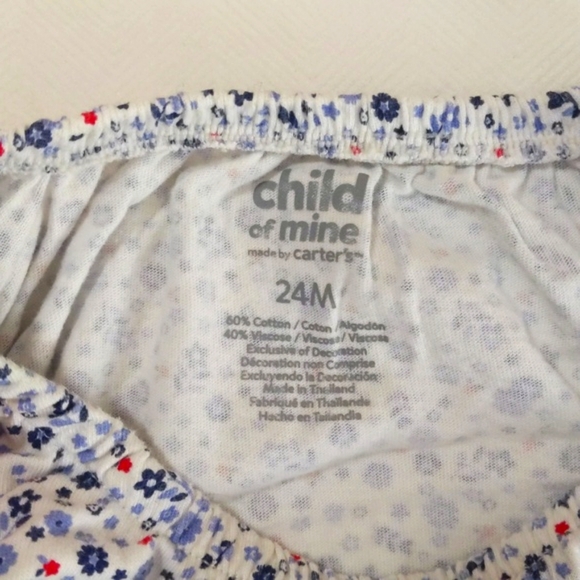 child
of mine
made by carter's™
24M
60% Cotton / Coton / Algodón
40% Viscose / Viscose / Viscosa
Exclusive of Decoration
Décoration non Comprise
Excluyendo la Decoración
Made in Thailand
Fabriqué en Thaïlande
Hecho en Tailandia